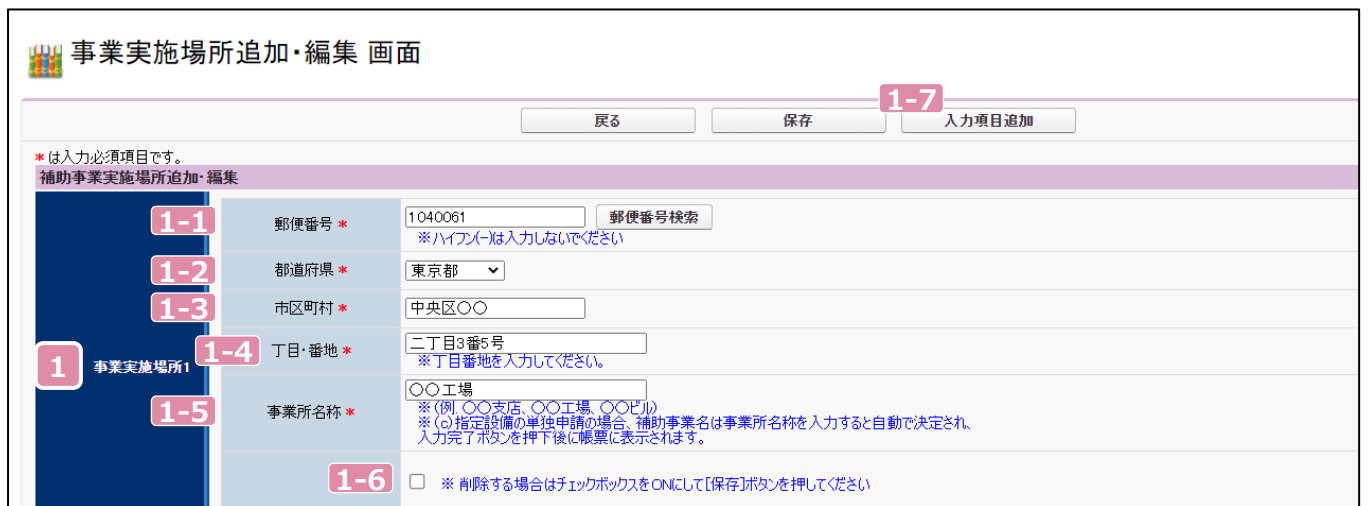 事業実施場所追加・編集 画面
1-7
戻る 保存 入力項目追加
* は入力必須項目です。
補助事業実施場所追加・編集
1-1 郵便番号 * 1040061 郵便番号検索
※ハイフン(-)は入力しないでください
1-2 都道府県 * 東京都
1-3 市区町村 * 中央区〇〇
1 事業実施場所1
1-4 丁目・番地 * 二丁目3番5号
※丁目番地を入力してください。
1-5 事業所名称 * 〇〇工場
※(例. 〇〇支店、〇〇工場、〇〇ビル)
※(c)指定設備の単独申請の場合、補助事業名は事業所名称を入力すると自動で決定され、
入力完了ボタンを押下後に帳票に表示されます。
1-6 ※ 削除する場合はチェックボックスをONにして[保存]ボタンを押してください